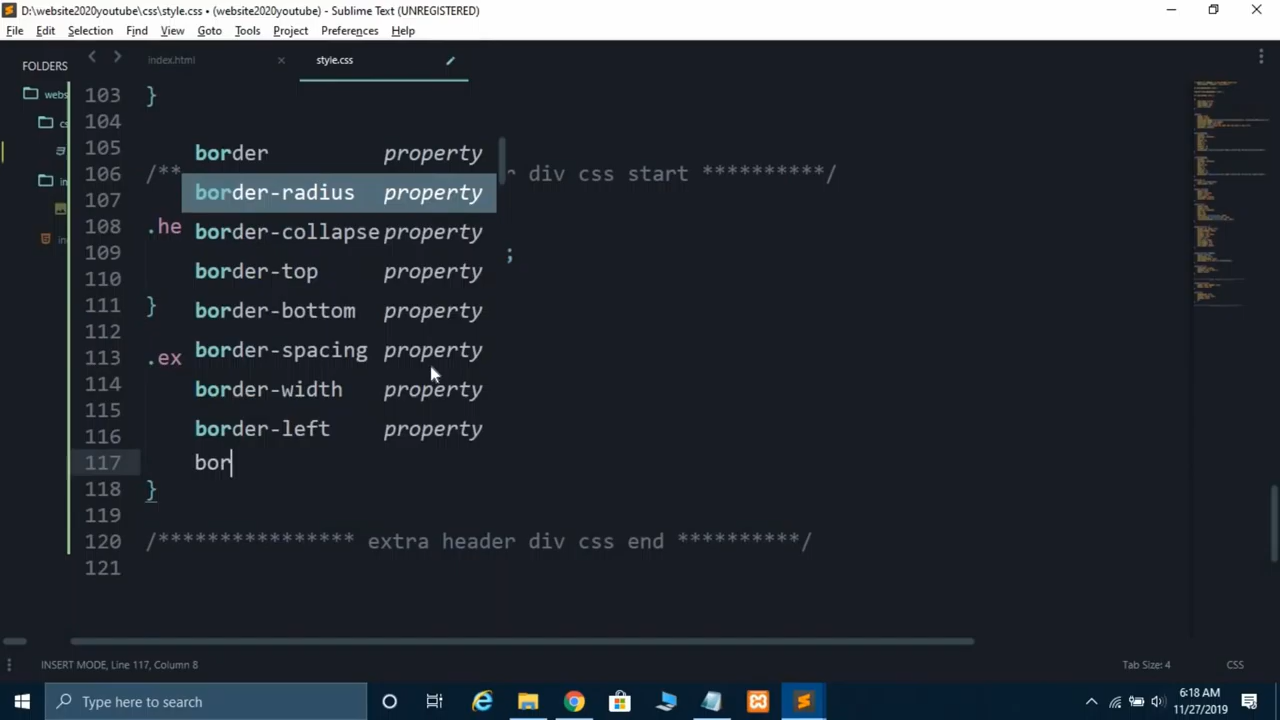 D:\website2020youtube\css\style.css • (website2020youtube) - Sublime Text (UNREGISTERED)
File Edit Selection Find View Goto Tools Project Preferences Help
FOLDERS
index.html
style.css
webs
103 }
104
105 border property
106 /** r div css start **********/
107 border-radius property
108 .he border-collapse property
109 ;
110 border-top property
111 } border-bottom property
112
113 .ex border-spacing property
114 border-width property
115
116 border-left property
117 bor
118 }
119
120 /**************** extra header div css end **********/
121
INSERT MODE, Line 117, Column 8
Tab Size: 4
CSS
Type here to search
6:18 AM
11/27/2019